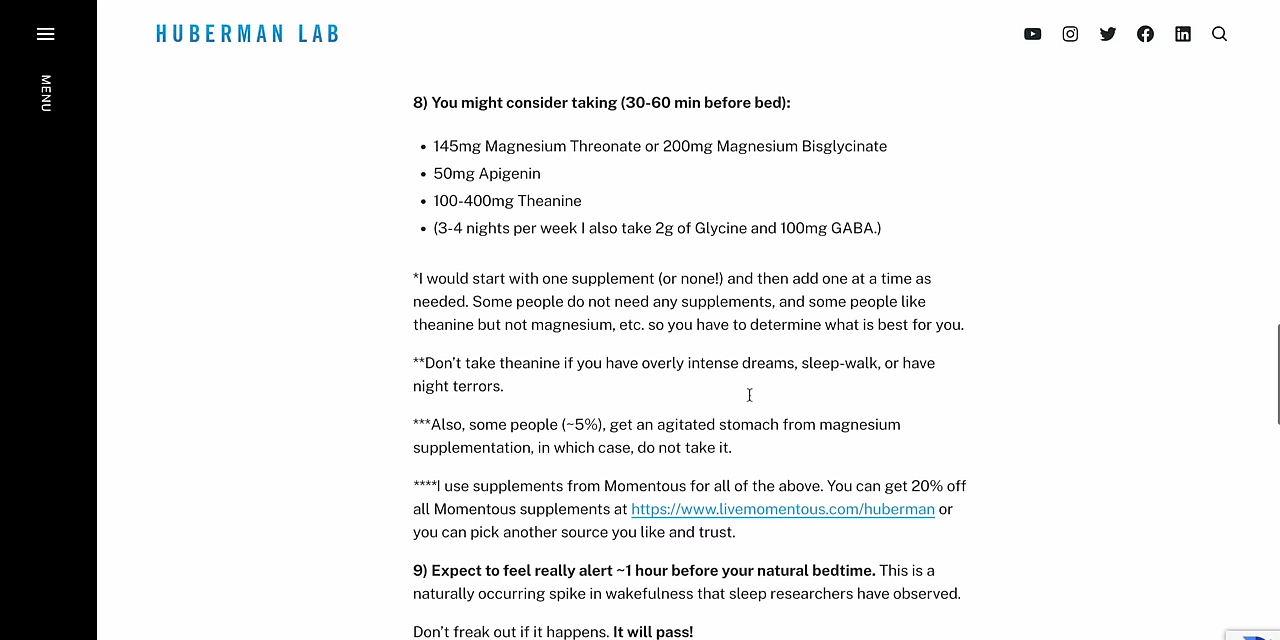 HUBERMAN LAB
MENU
8) You might consider taking (30-60 min before bed):
• 145mg Magnesium Threonate or 200mg Magnesium Bisglycinate
• 50mg Apigenin
• 100-400mg Theanine
• (3-4 nights per week I also take 2g of Glycine and 100mg GABA.)
*I would start with one supplement (or none!) and then add one at a time as
needed. Some people do not need any supplements, and some people like
theanine but not magnesium, etc. so you have to determine what is best for you.
**Don’t take theanine if you have overly intense dreams, sleep-walk, or have
night terrors.
***Also, some people (~5%), get an agitated stomach from magnesium
supplementation, in which case, do not take it.
****I use supplements from Momentous for all of the above. You can get 20% off
all Momentous supplements at https://www.livemomentous.com/huberman or
you can pick another source you like and trust.
9) Expect to feel really alert ~1 hour before your natural bedtime. This is a
naturally occurring spike in wakefulness that sleep researchers have observed.
Don’t freak out if it happens. It will pass!